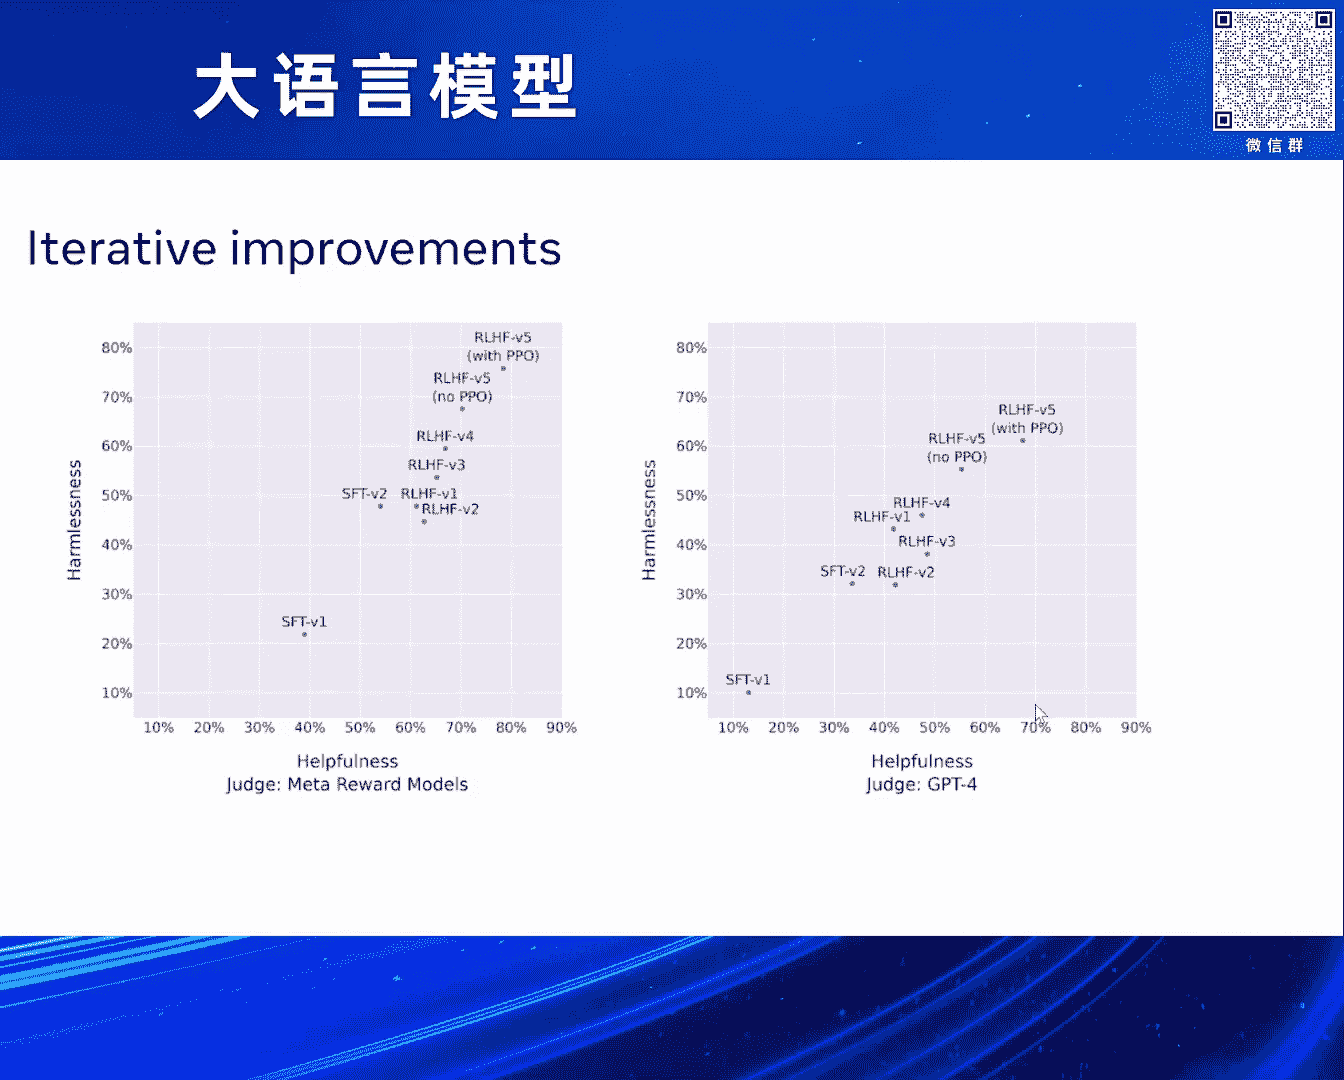 大语言模型
微信群
Iterative improvements
80%
70%
60%
50%
40%
30%
20%
10%
Harmlessness
RLHF-v5
(with PPO)
RLHF-v5
(no PPO)
RLHF-v4
RLHF-v3
SFT-v2 RLHF-v1
RLHF-v2
SFT-v1
10% 20% 30% 40% 50% 60% 70% 80% 90%
Helpfulness
Judge: Meta Reward Models
80%
70%
60%
50%
40%
30%
20%
10%
Harmlessness
RLHF-v5
(with PPO)
RLHF-v5
(no PPO)
RLHF-v4
RLHF-v1
RLHF-v3
SFT-v2 RLHF-v2
SFT-v1
10% 20% 30% 40% 50% 60% 70% 80% 90%
Helpfulness
Judge: GPT-4